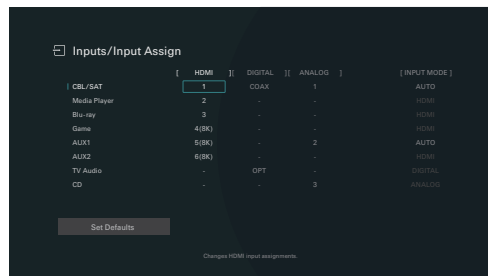 Inputs/Input Assign
[ HDMI ][ DIGITAL ][ ANALOG ] [ INPUT MODE ]
CBL/SAT 1 COAX 1 AUTO
Media Player 2 - - HDMI
Blu-ray 3 - - HDMI
Game 4(8K) - - HDMI
AUX1 5(8K) - 2 AUTO
AUX2 6(8K) - - HDMI
TV Audio - OPT - DIGITAL
CD - - 3 ANALOG
Set Defaults
Changes HDMI input assignments.